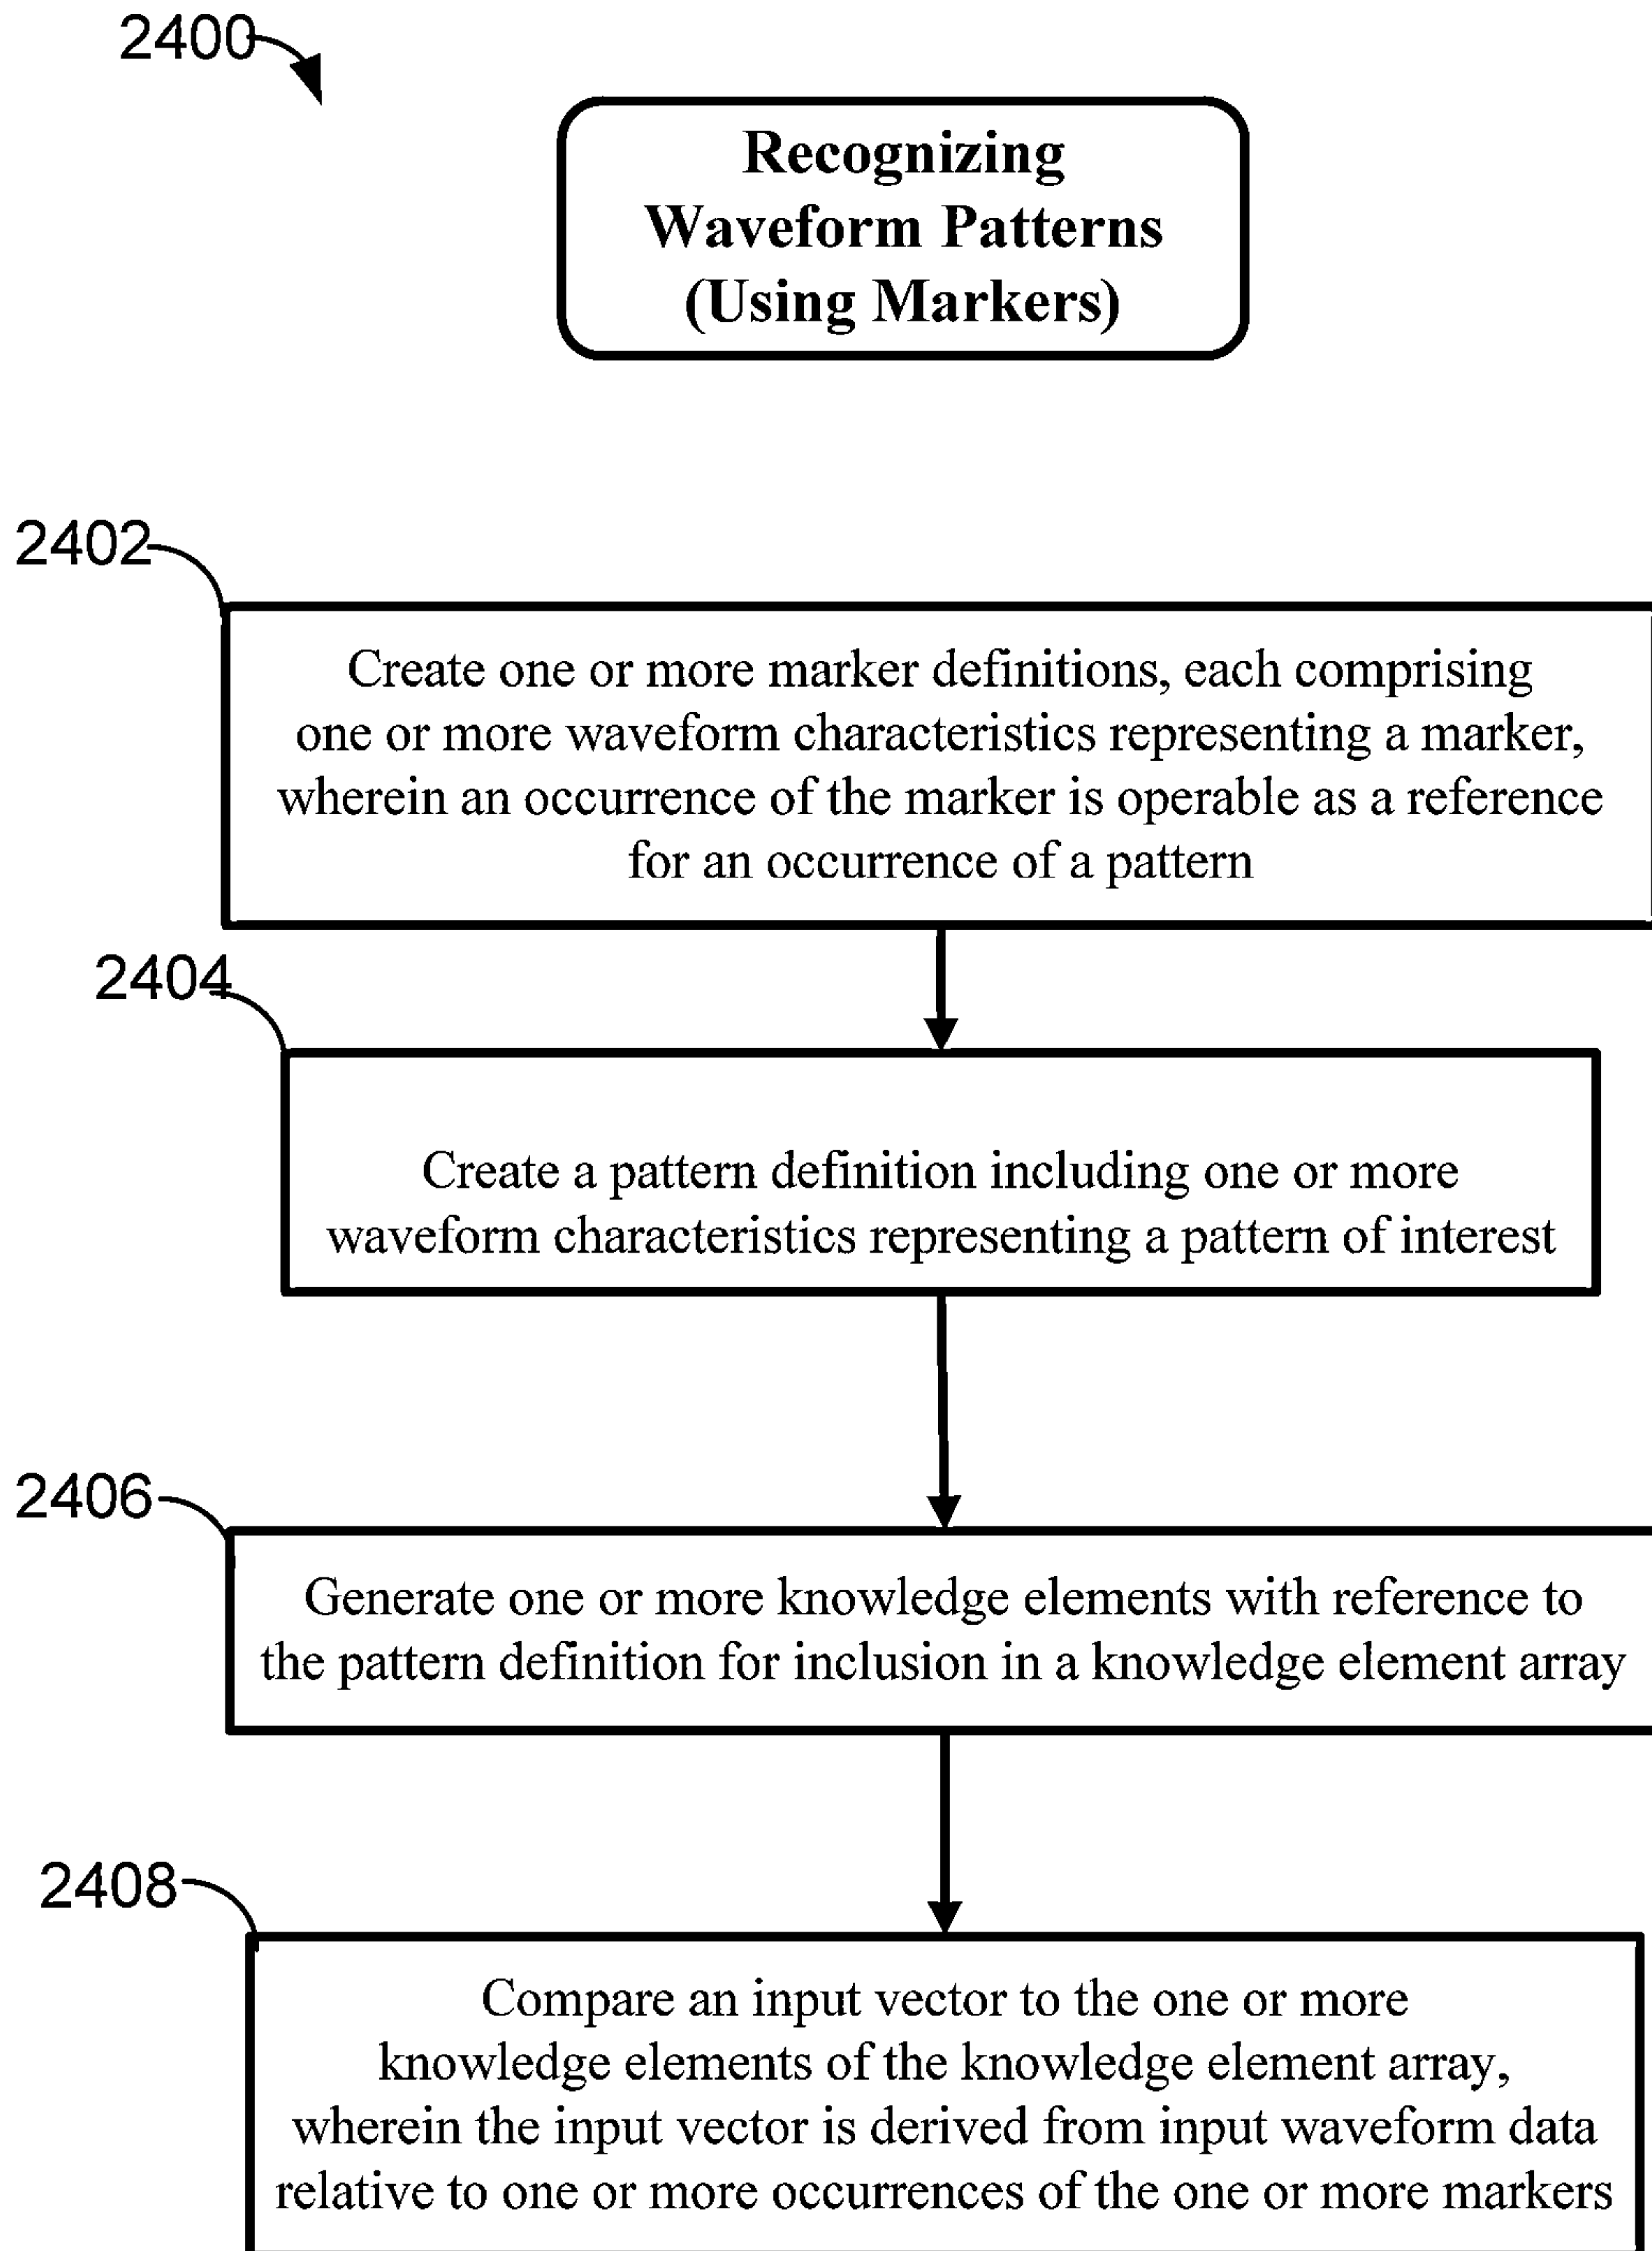 2400
Recognizing
Waveform Patterns
(Using Markers)
2402
Create one or more marker definitions, each comprising
one or more waveform characteristics representing a marker,
wherein an occurrence of the marker is operable as a reference
for an occurrence of a pattern
2404
Create a pattern definition including one or more
waveform characteristics representing a pattern of interest
2406
Generate one or more knowledge elements with reference to
the pattern definition for inclusion in a knowledge element array
2408
Compare an input vector to the one or more
knowledge elements of the knowledge element array,
wherein the input vector is derived from input waveform data
relative to one or more occurrences of the one or more markers